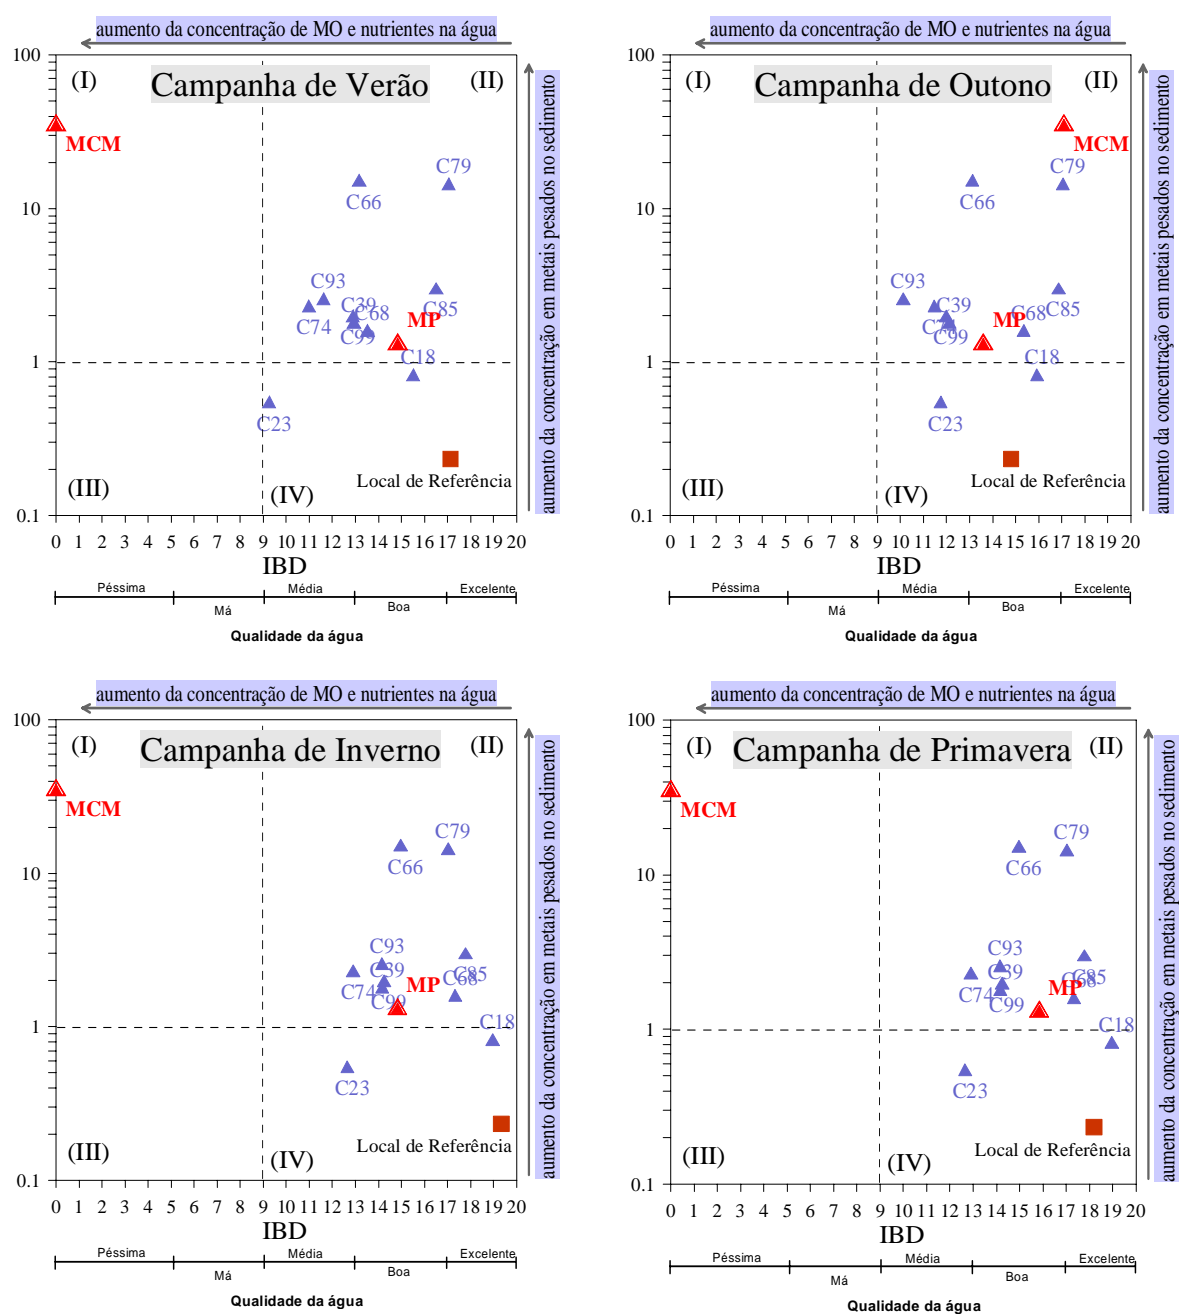 aumento da concentração de MO e nutrientes na água
100
10
1
0.1
(I)
Campanha de Verão
(II)
MCM
C79
C66
C93
C39
C68
C85
C74
C99
MP
C18
C23
Local de Referência
(III)
(IV)
0 1 2 3 4 5 6 7 8 9 10 11 12 13 14 15 16 17 18 19 20
IBD
Péssima
Má
Média
Boa
Excelente
Qualidade da água
aumento da concentração em metais pesados no sedimento
aumento da concentração de MO e nutrientes na água
100
10
1
0.1
(I)
Campanha de Outono
(II)
MCM
C79
C66
C93
C39
C68
C85
C74
C99
MP
C18
C23
Local de Referência
(III)
(IV)
0 1 2 3 4 5 6 7 8 9 10 11 12 13 14 15 16 17 18 19 20
IBD
Péssima
Má
Média
Boa
Excelente
Qualidade da água
aumento da concentração em metais pesados no sedimento
aumento da concentração de MO e nutrientes na água
100
10
1
0.1
(I)
Campanha de Inverno
(II)
MCM
C79
C66
C93
C39
C68
C85
C74
C99
MP
C18
C23
Local de Referência
(III)
(IV)
0 1 2 3 4 5 6 7 8 9 10 11 12 13 14 15 16 17 18 19 20
IBD
Péssima
Má
Média
Boa
Excelente
Qualidade da água
aumento da concentração em metais pesados no sedimento
aumento da concentração de MO e nutrientes na água
100
10
1
0.1
(I)
Campanha de Primavera
(II)
MCM
C79
C66
C93
C39
C68
C85
C74
C99
MP
C18
C23
Local de Referência
(III)
(IV)
0 1 2 3 4 5 6 7 8 9 10 11 12 13 14 15 16 17 18 19 20
IBD
Péssima
Má
Média
Boa
Excelente
Qualidade da água
aumento da concentração em metais pesados no sedimento